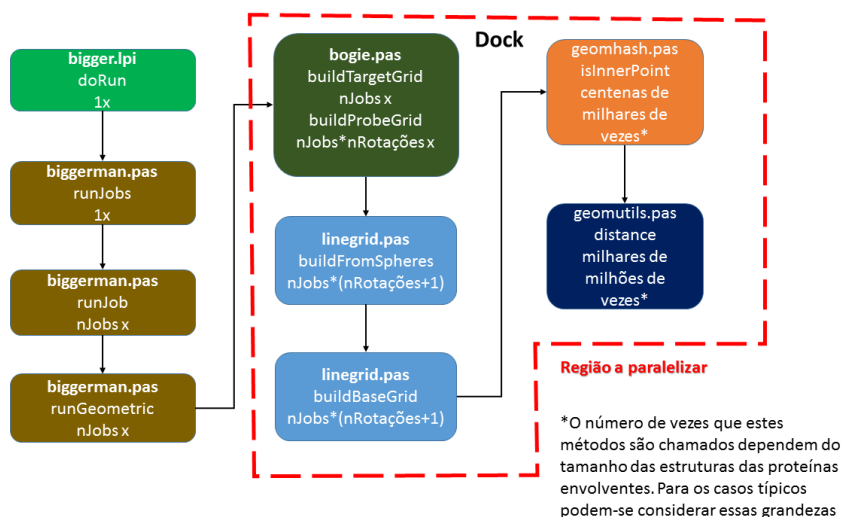 bigger.lpi
doRun
1x
biggerman.pas
runJobs
1x
biggerman.pas
runJob
nJobs x
biggerman.pas
runGeometric
nJobs x
Dock
bogie.pas
buildTargetGrid
nJobs x
buildProbeGrid
nJobs*nRotações x
linegrid.pas
buildFromSpheres
nJobs*(nRotações+1)
linegrid.pas
buildBaseGrid
nJobs*(nRotações+1)
geomhash.pas
isInnerPoint
centenas de
milhares de
vezes*
geomutils.pas
distance
milhares de
milhões de
vezes*
Região a paralelizar
*O número de vezes que estes
métodos são chamados dependem do
tamanho das estruturas das proteínas
envolventes. Para os casos típicos
podem-se considerar essas grandezas